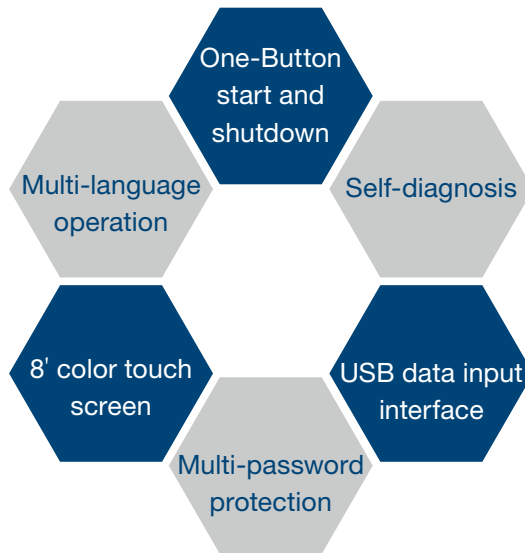 One-Button
start and
shutdown
Multi-language
operation
Self-diagnosis
8' color touch
screen
USB data input
interface
Multi-password
protection